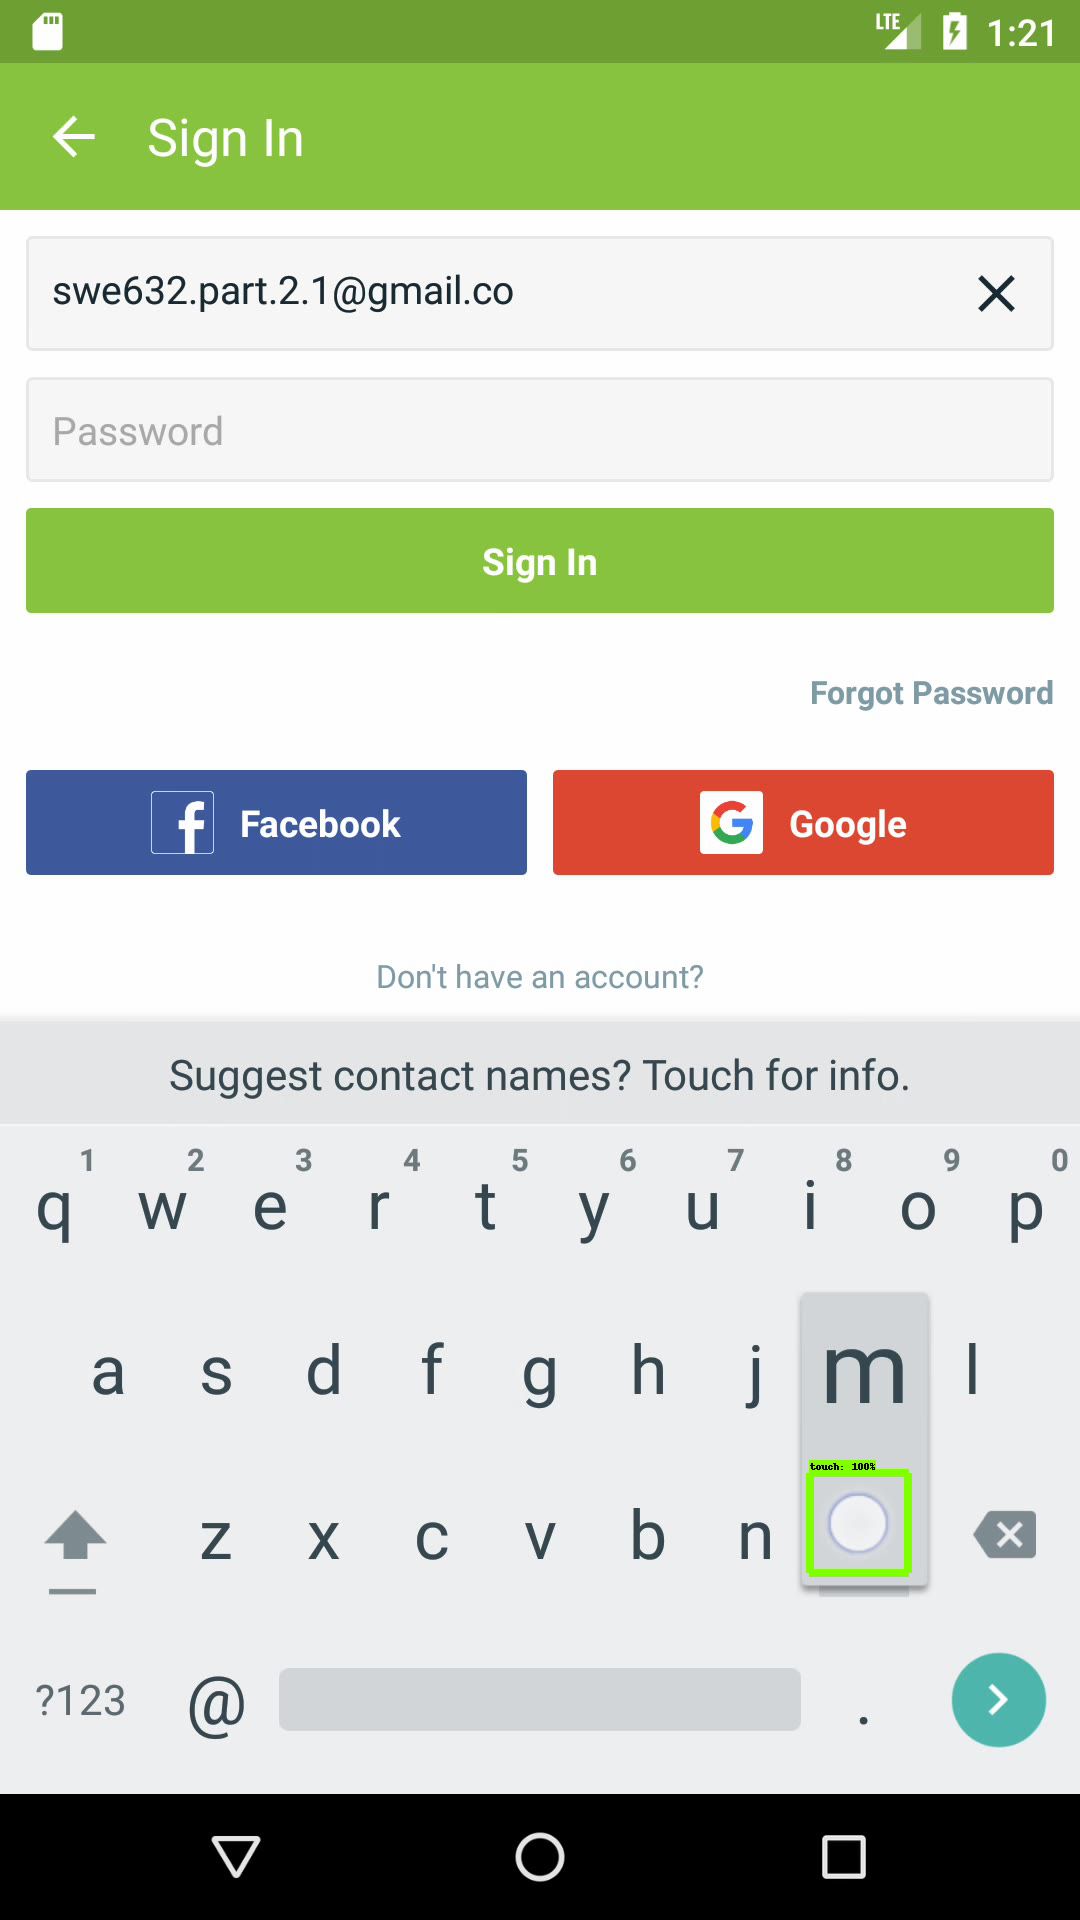 LTE 1:21
Sign In
swe632.part.2.1@gmail.co
Password
Sign In
Forgot Password
Facebook Google
Don't have an account?
Suggest contact names? Touch for info.
1 2 3 4 5 6 7 8 9 0
q w e r t y u i o p
a s d f g h j m l
touch: 100%
z x c v b n
?123 @ .